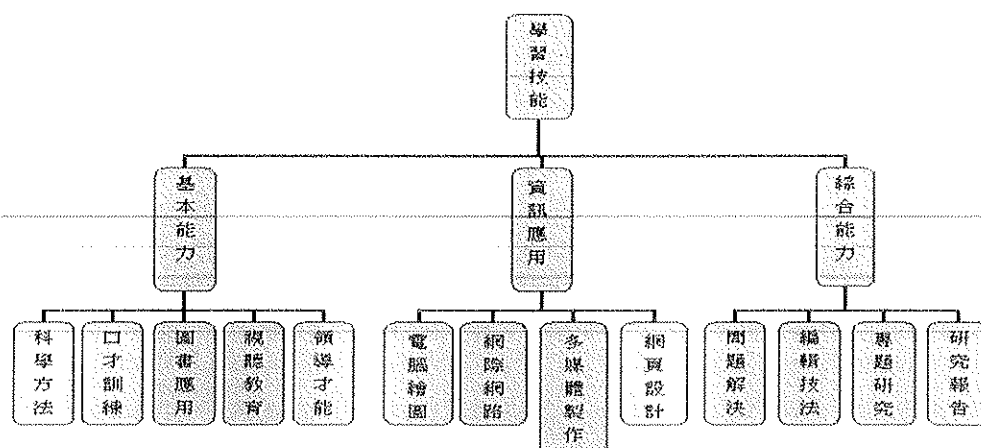 學習技能
基本能力
資訊應用
綜合能力
科學方法
口才訓練
圖書應用
視聽教育
領導才能
電腦繪圖
網際網路
多媒體製作
網頁設計
問題解決
編輯技法
專題研究
研究報告